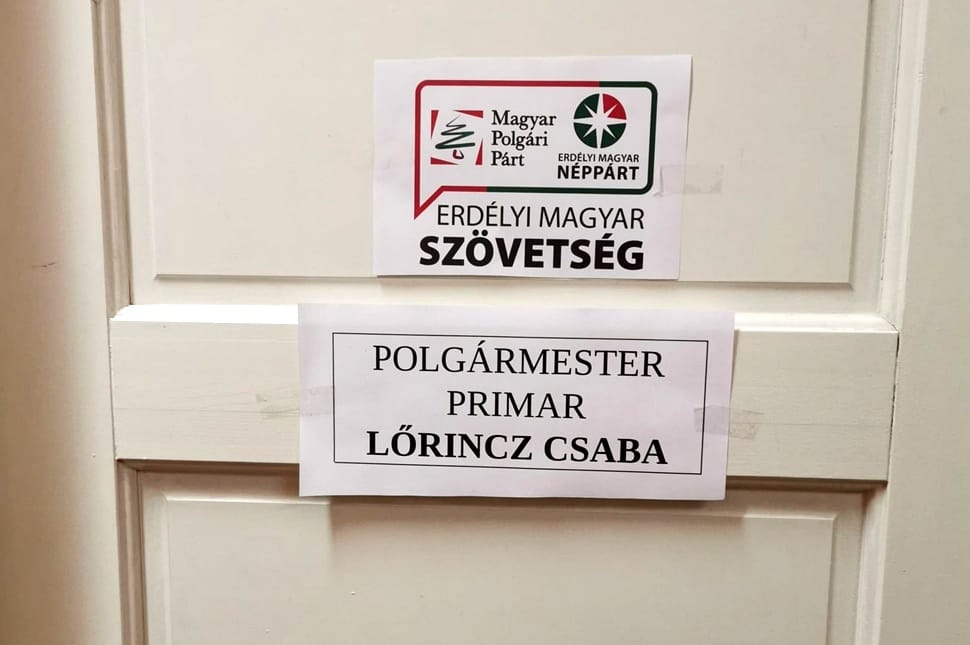 Magyar
Polgári
Párt
ERDÉLYI MAGYAR
NÉPPÁRT
ERDÉLYI MAGYAR
SZÖVETSÉG
POLGÁRMESTER
PRIMAR
LŐRINCZ CSABA